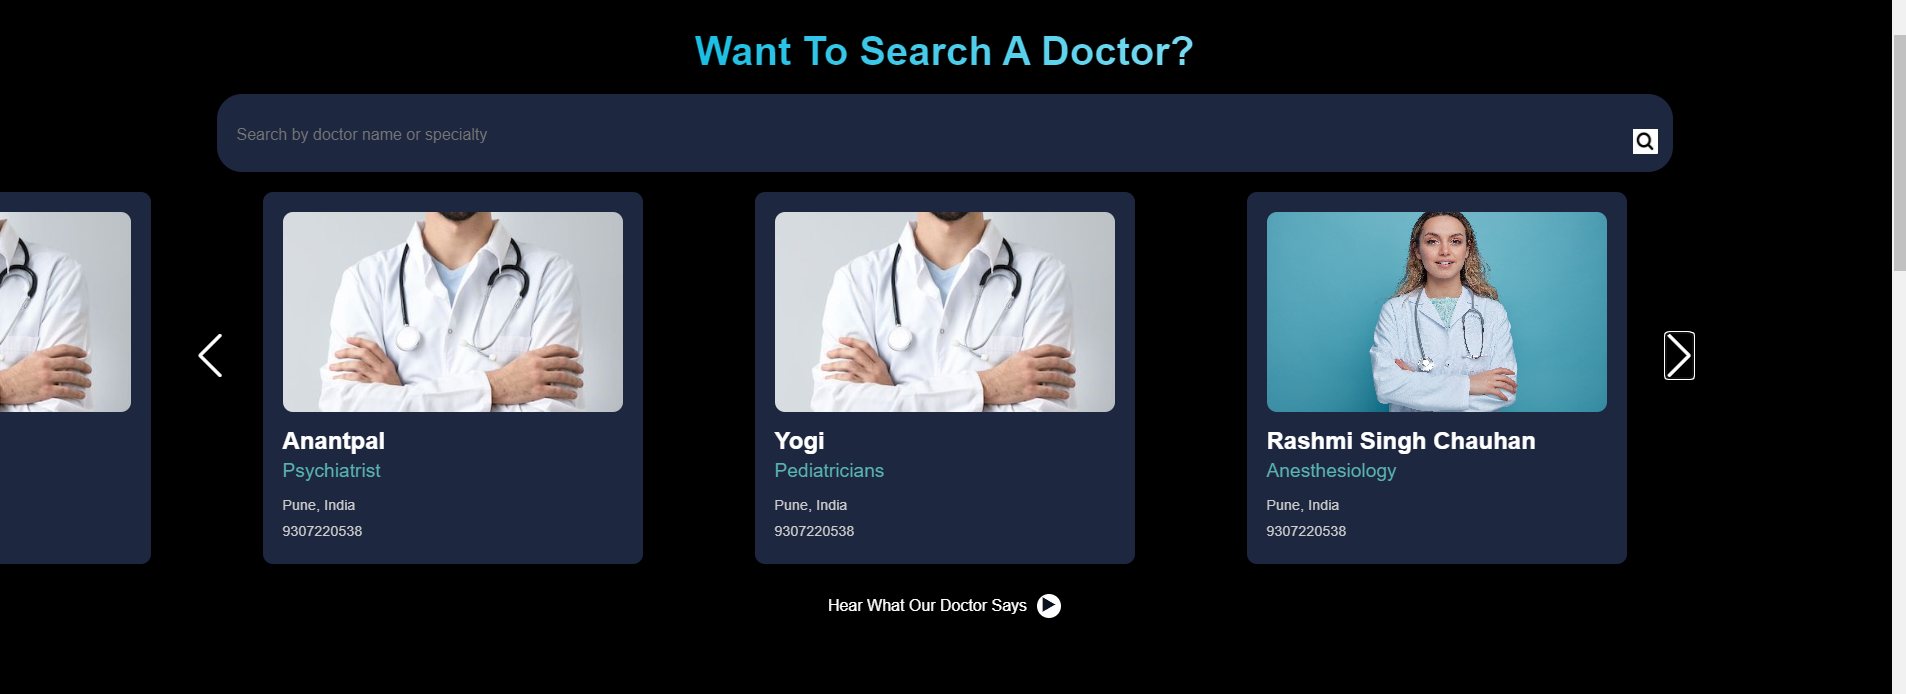 Want To Search A Doctor?
Search by doctor name or specialty
Anantpal
Psychiatrist
Pune, India
9307220538
Yogi
Pediatricians
Pune, India
9307220538
Rashmi Singh Chauhan
Anesthesiology
Pune, India
9307220538
Hear What Our Doctor Says